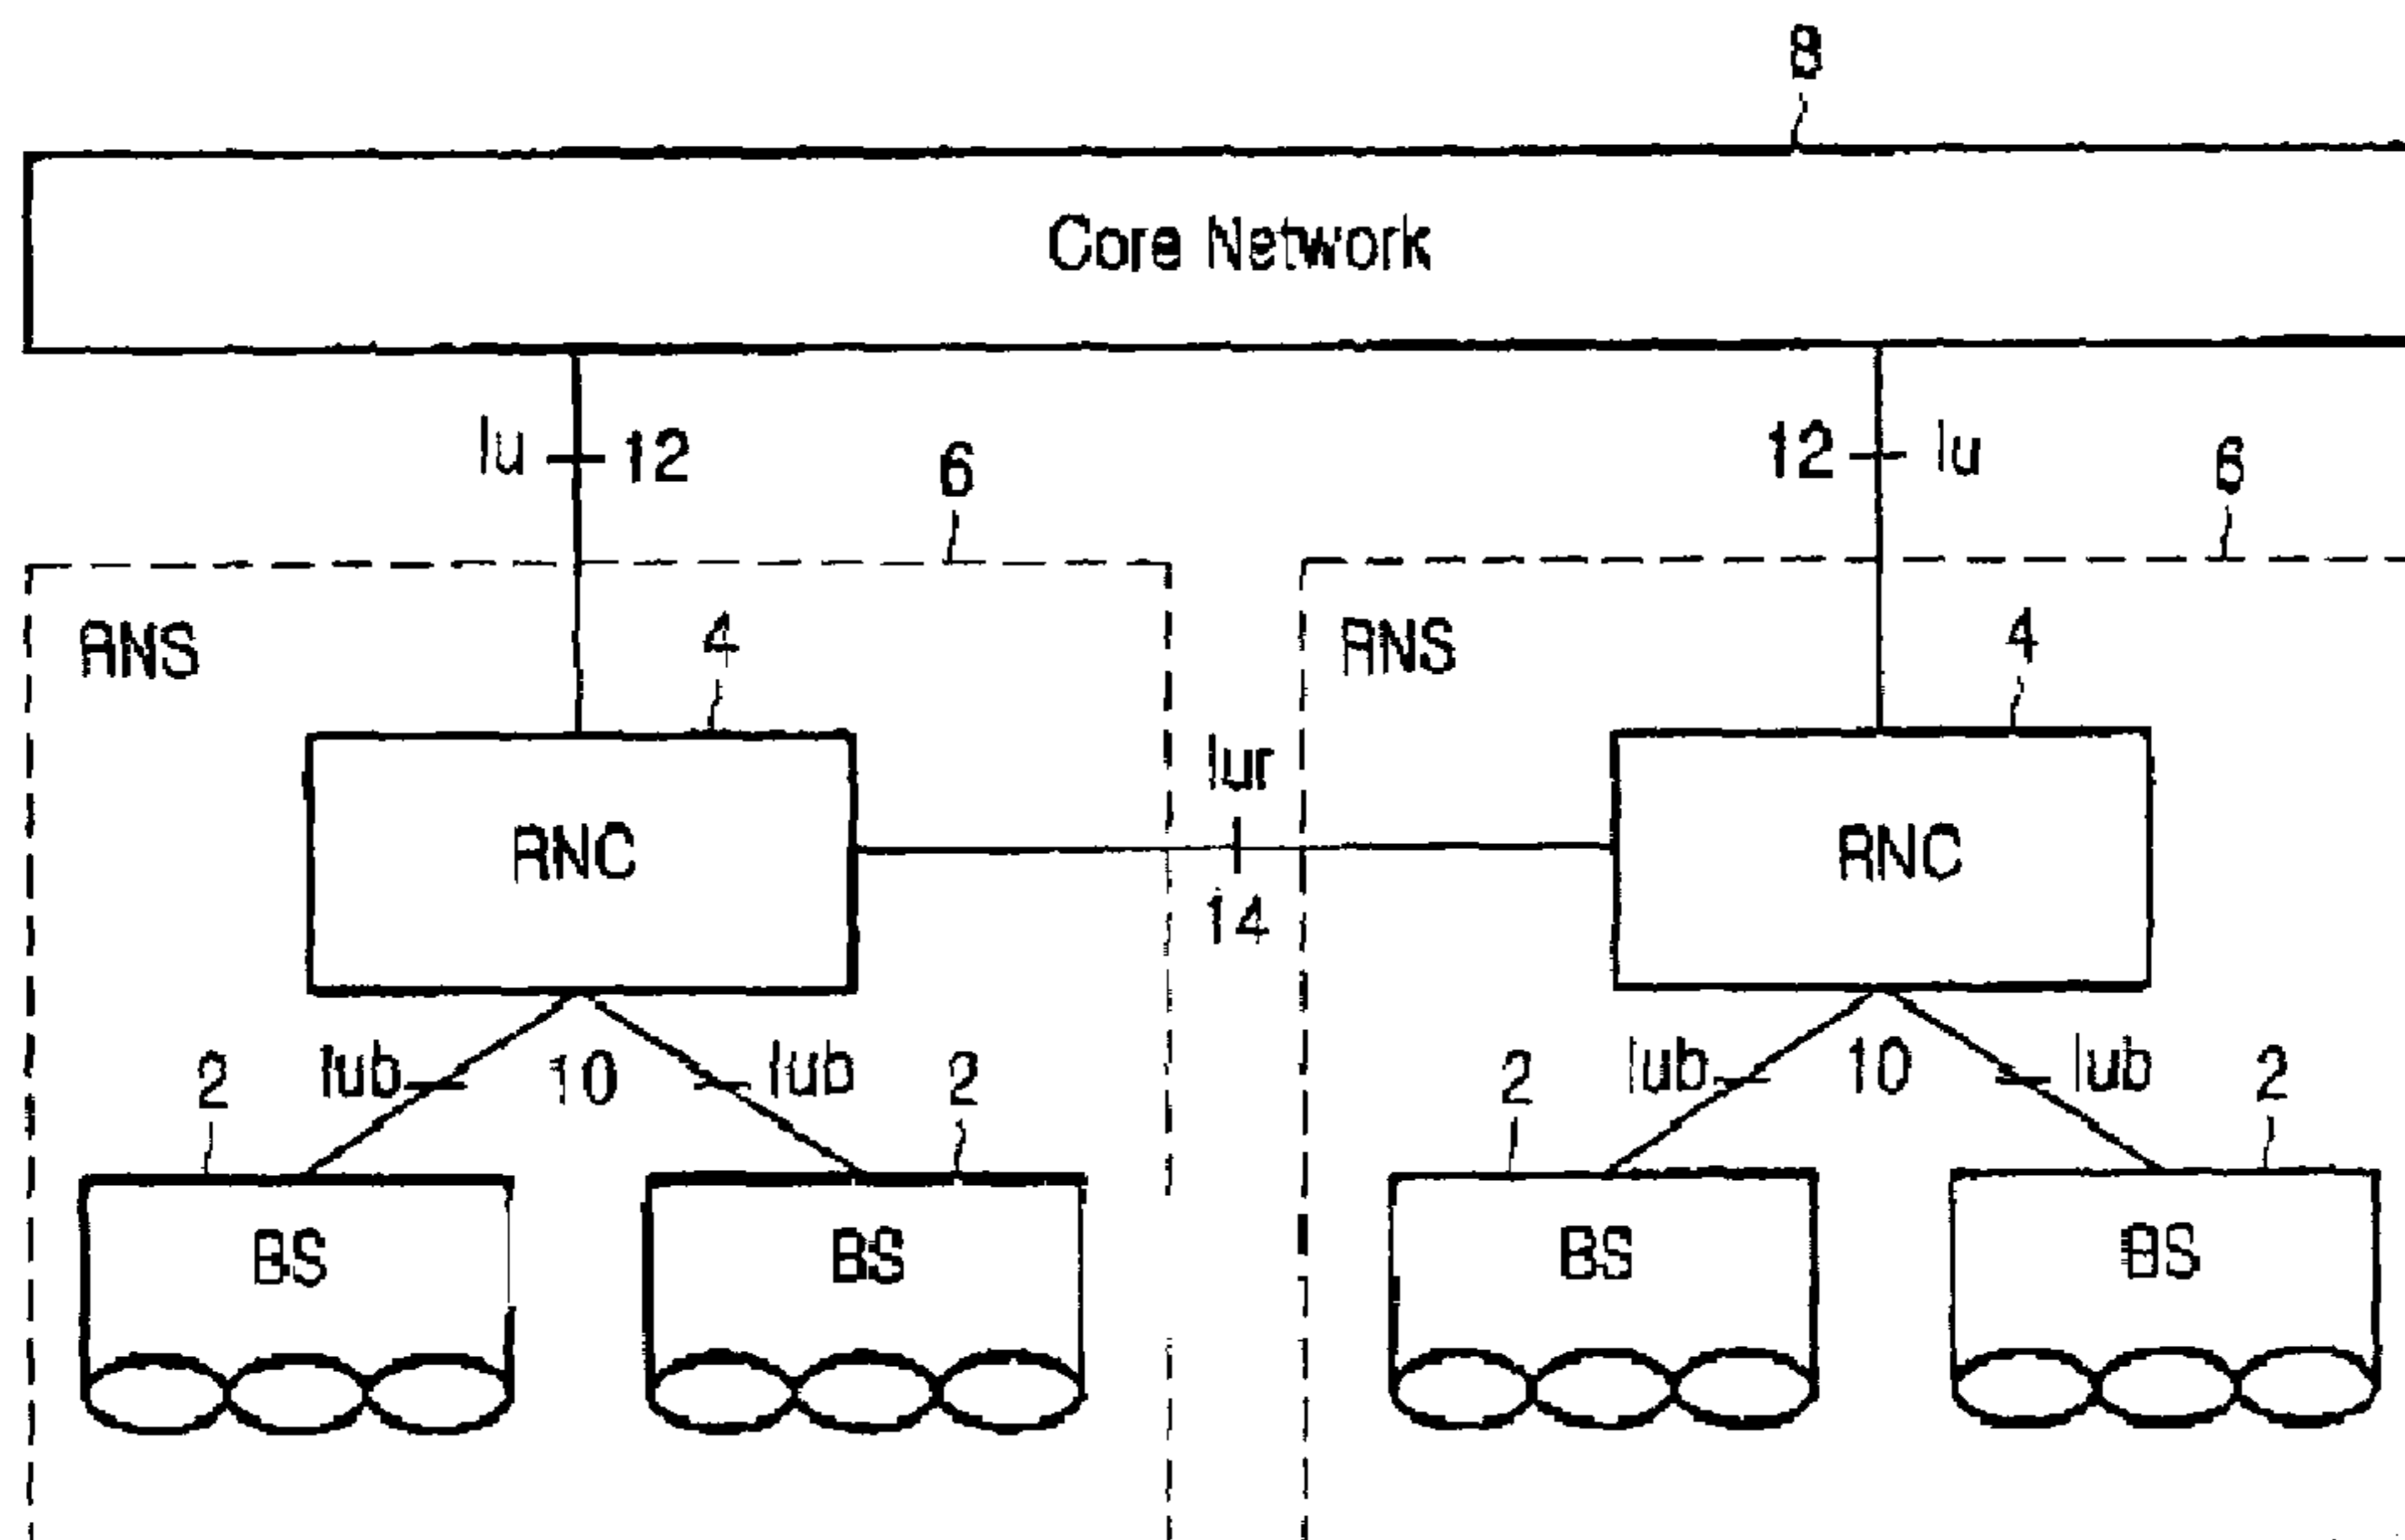 8
Core Network
Iu 12 6 12 Iu 6
RNS 4 RNS 4
Iur
RNC RNC
14
2 Iub 10 Iub 2 2 Iub 10 Iub 2
BS BS BS BS